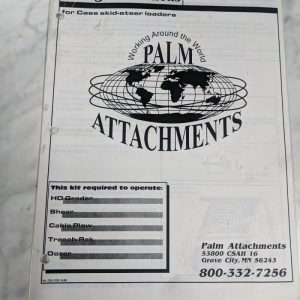 for Case skid-steer loaders
Working Around the World
PALM
ATTACHMENTS
This kit required to operate:
HD Grader
Shear
Cable Plow
Trench-Pak
Dozer
Palm Attachments
53800 CSAH 16
Grove City, MN 56243
800-332-7256